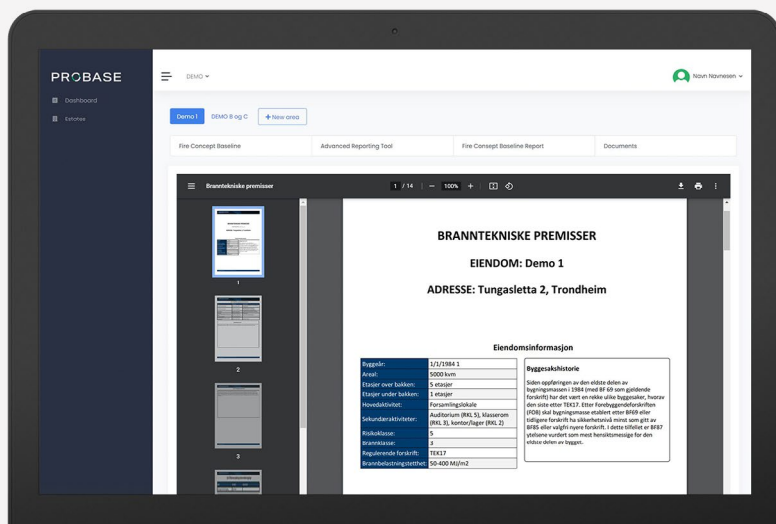 PROBASE
DEMO
Navn Navnesen
Dashboard
Estates
Demo 1
DEMO B og C
+ New area
Fire Concept Baseline
Advanced Reporting Tool
Fire Consept Baseline Report
Documents
Branntekniske premisser
1 / 14
100%
BRANNTEKNISKE PREMISSER
EIENDOM: Demo 1
ADRESSE: Tungasletta 2, Trondheim
1
2
3
Eiendomsinformasjon
Byggeår: 1/1/1984 1
Areal: 5000 kvm
Etasjer over bakken: 5 etasjer
Etasjer under bakken: 1 etasjer
Hovedaktivitet: Forsamlingslokale
Sekundæraktiviteter: Auditorium (RKL 5), klasserom
(RKL 3), kontor/lager (RKL 2)
Risikoklasse: 5
Brannklasse: 3
Regulerende forskrift: TEK17
Brannbelastningstetthet: 50-400 MJ/m2
Byggesakshistorie
Siden oppføringen av den eldste delen av
bygningsmassen i 1984 (med BF 69 som gjeldende
forskrift) har det vært en rekke ulike byggesaker, hvorav
den siste etter TEK17. Etter Forebyggendeforskriften
(FOB) skal bygningsmasse etablert etter BF69 eller
tidligere forskrift ha sikkerhetsnivå minst som gitt av
BF85 eller valgfri nyere forskrift. I dette tilfellet er BF87
ytelsene vurdert som mest hensiktsmessige for den
eldste delen av bygget.